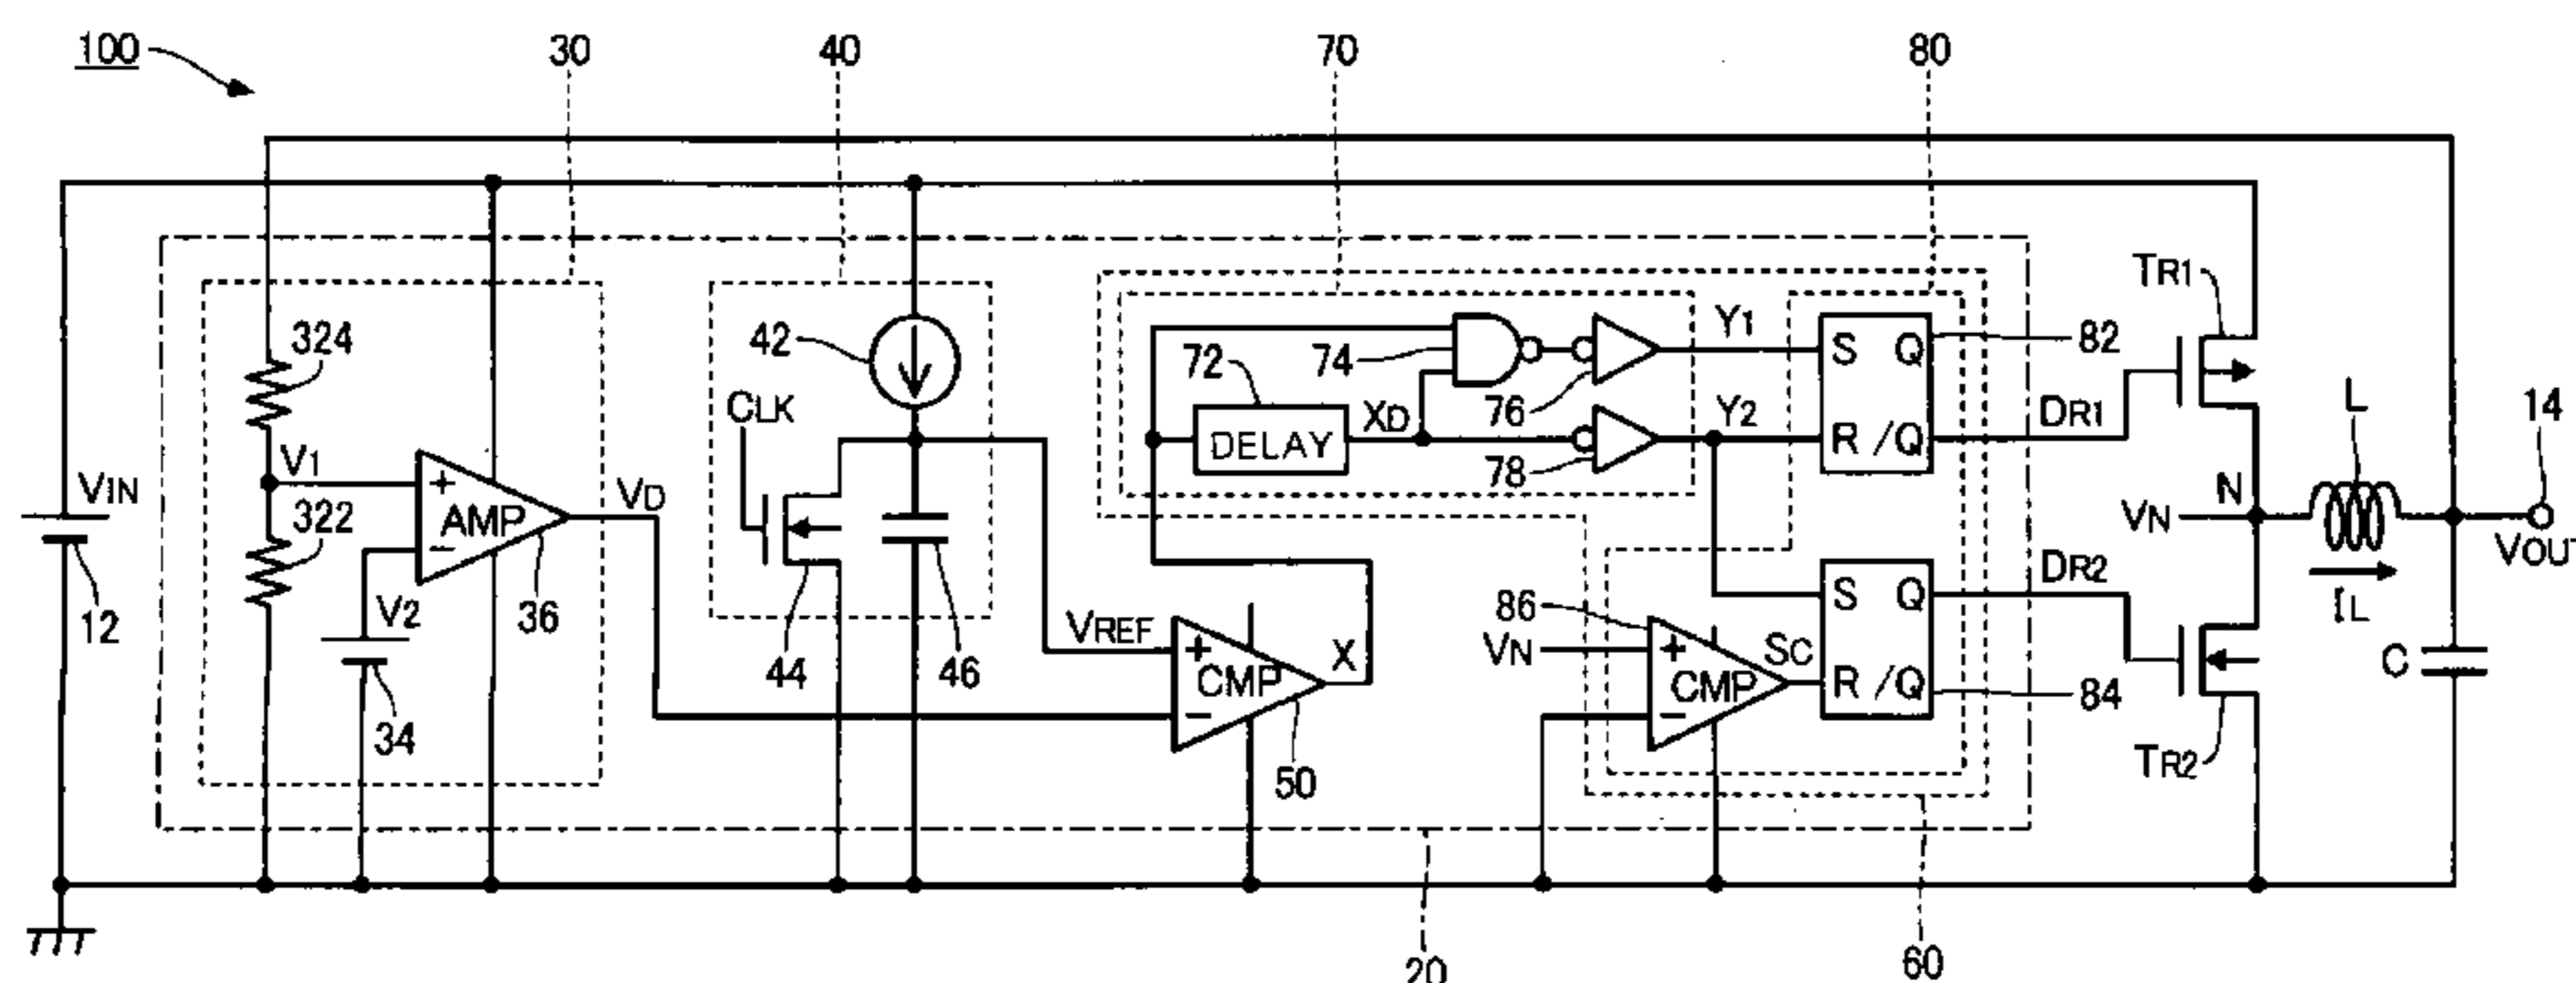 100
30
40
70
80
TR1
324
42
72
74
76
Y1
S Q
82
L
14
CLK
XD
DELAY
Y2
R /Q
DR1
VIN
V1
+
AMP
−
VD
78
VN
N
VOUT
322
V2
36
12
34
44
46
VREF
+
CMP
−
X
50
86
VN
+
CMP
−
SC
S Q
R /Q
DR2
84
IL
C
TR2
20
60